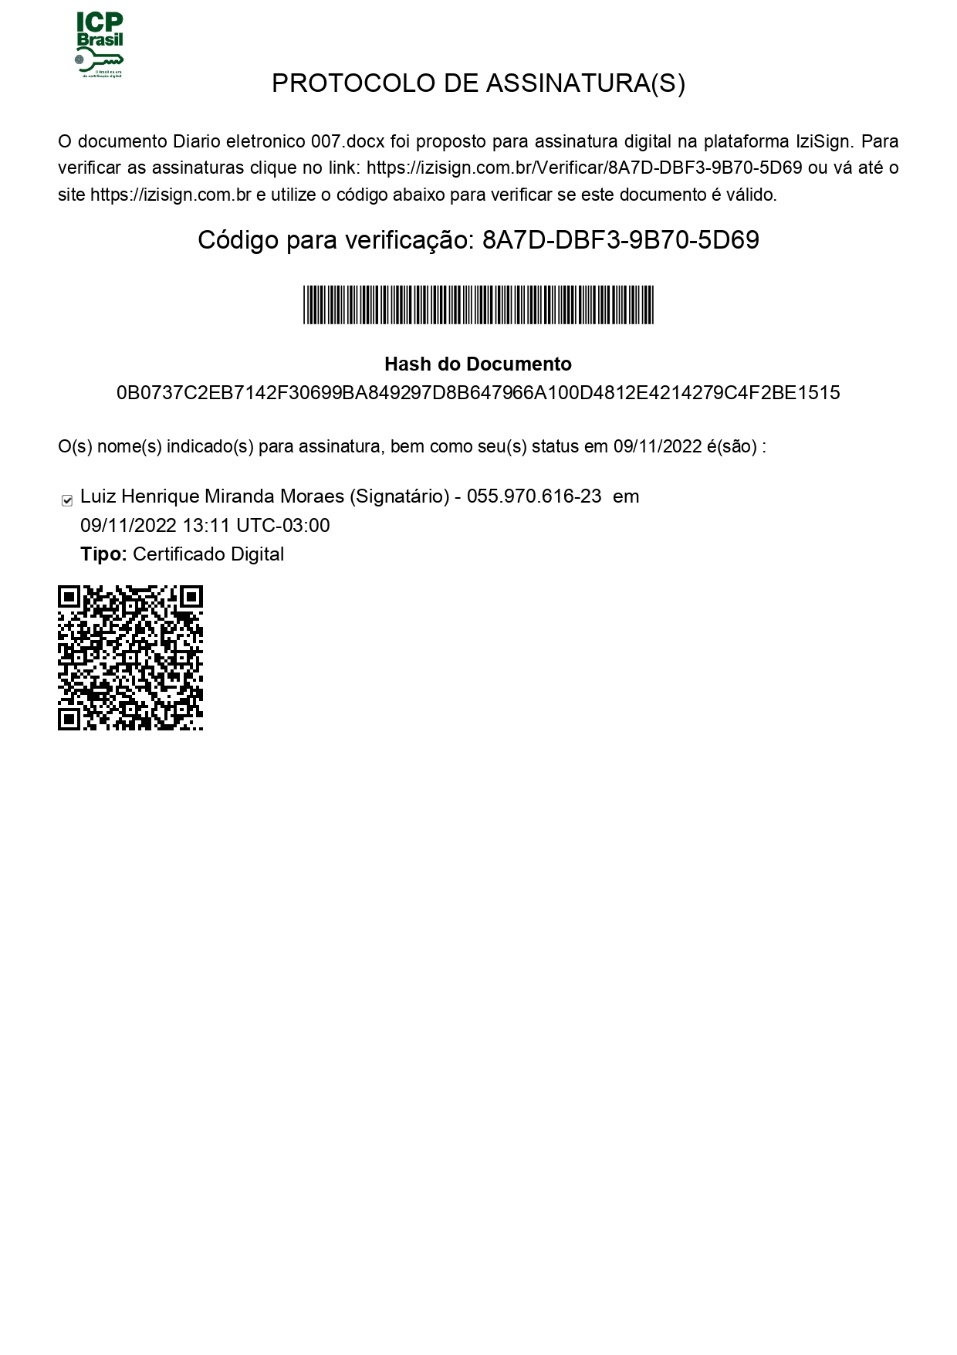 ICP
Brasil
PROTOCOLO DE ASSINATURA(S)
O documento Diario eletronico 007.docx foi proposto para assinatura digital na plataforma IziSign. Para
verificar as assinaturas clique no link: https://izisign.com.br/Verificar/8A7D-DBF3-9B70-5D69 ou vá até o
site https://izisign.com.br e utilize o código abaixo para verificar se este documento é válido.
Código para verificação: 8A7D-DBF3-9B70-5D69
Hash do Documento
0B0737C2EB7142F30699BA849297D8B647966A100D4812E4214279C4F2BE1515
O(s) nome(s) indicado(s) para assinatura, bem como seu(s) status em 09/11/2022 é(são) :
Luiz Henrique Miranda Moraes (Signatário) - 055.970.616-23 em
09/11/2022 13:11 UTC-03:00
Tipo: Certificado Digital